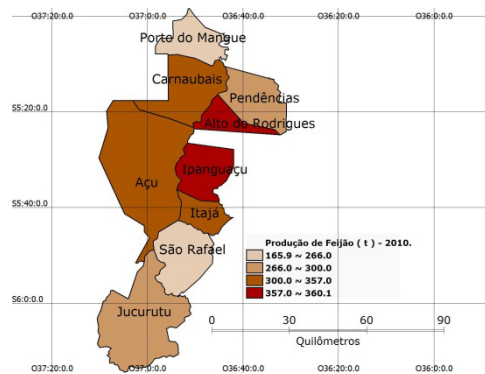 O37:20:0.0 O37:0:0.0 O36:40:0.0 O36:20:0.0 O36:0:0.0
Porto do Mangue
Carnaubais
Pendências
S5:20:0.0
Alto do Rodrigues
Ipanguaçu
Açu
S5:40:0.0
Itajá
São Rafael
Produção de Feijão ( t ) - 2010.
165.9 ~ 266.0
266.0 ~ 300.0
300.0 ~ 357.0
357.0 ~ 360.1
S6:0:0.0
Jucurutu
0 30 60 90
Quilômetros
O37:20:0.0 O37:0:0.0 O36:40:0.0 O36:20:0.0 O36:0:0.0